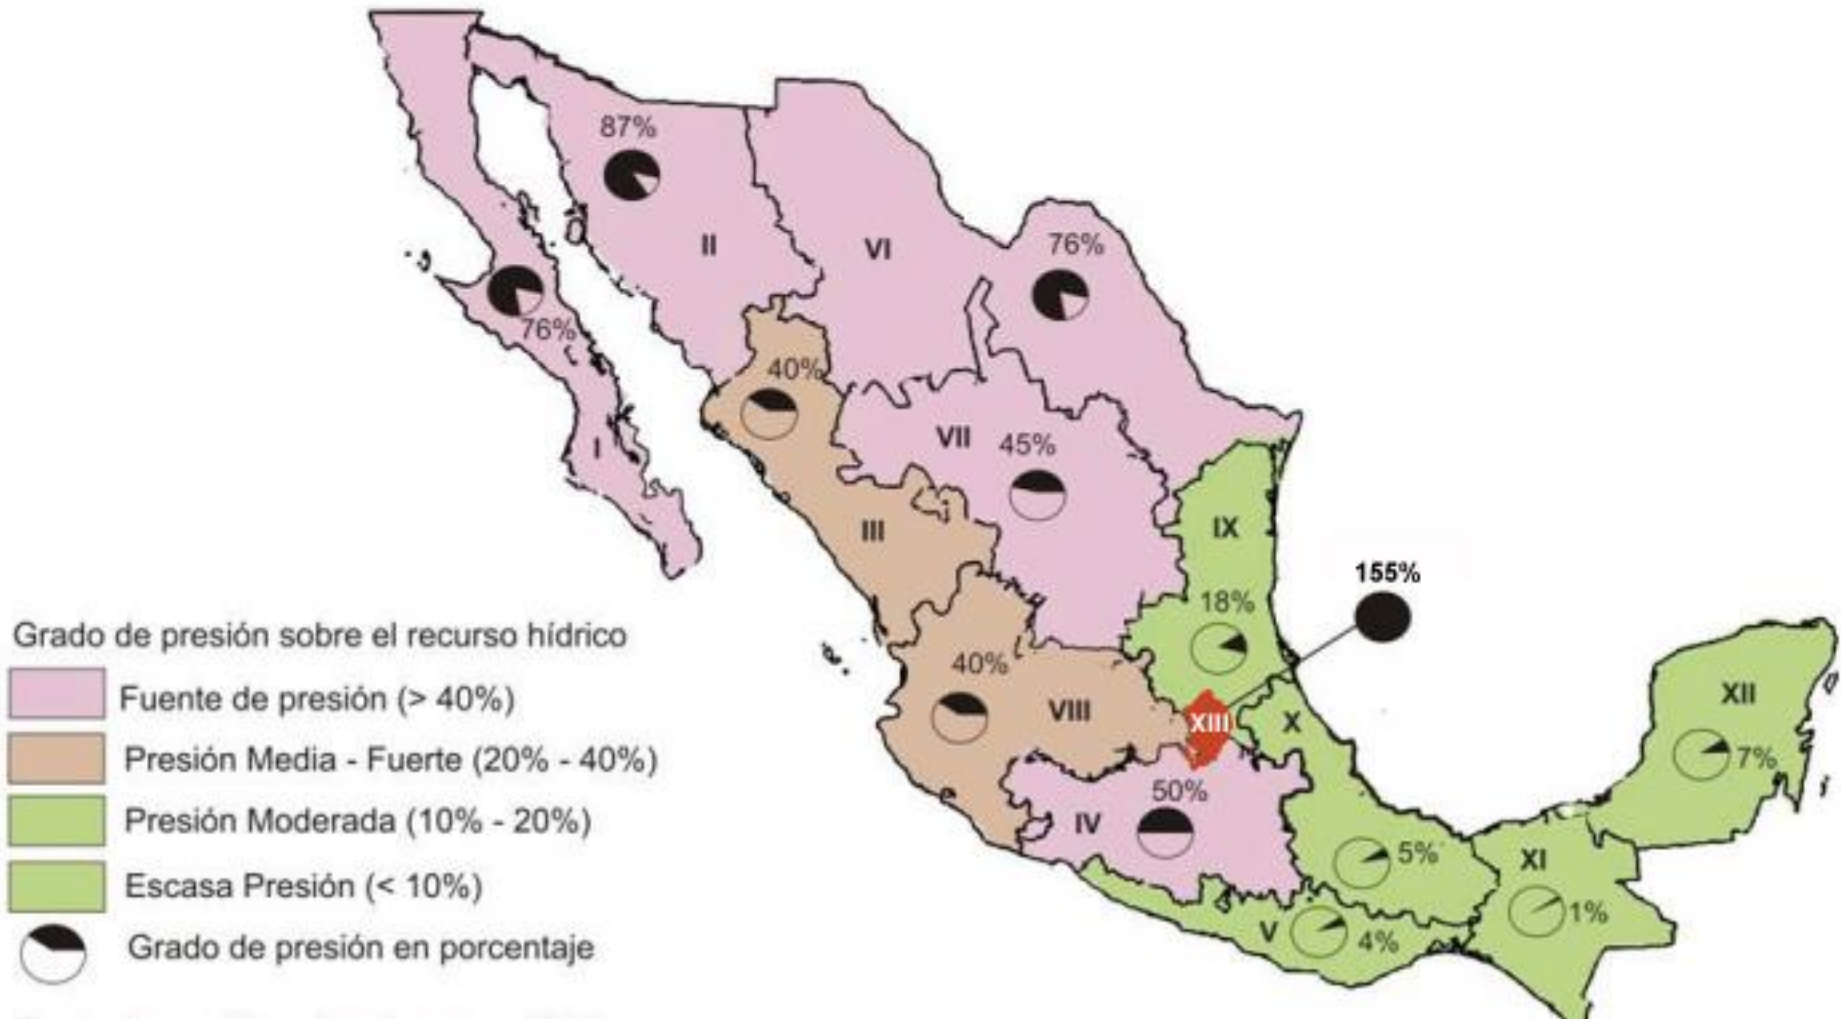 87%
II
VI
76%
76%
I
40%
VII
45%
III
IX
18%
155%
40%
VIII
XIII
X
XII
7%
50%
IV
5%
XI
1%
V
4%
Grado de presión sobre el recurso hídrico
Fuente de presión (> 40%)
Presión Media - Fuerte (20% - 40%)
Presión Moderada (10% - 20%)
Escasa Presión (< 10%)
Grado de presión en porcentaje